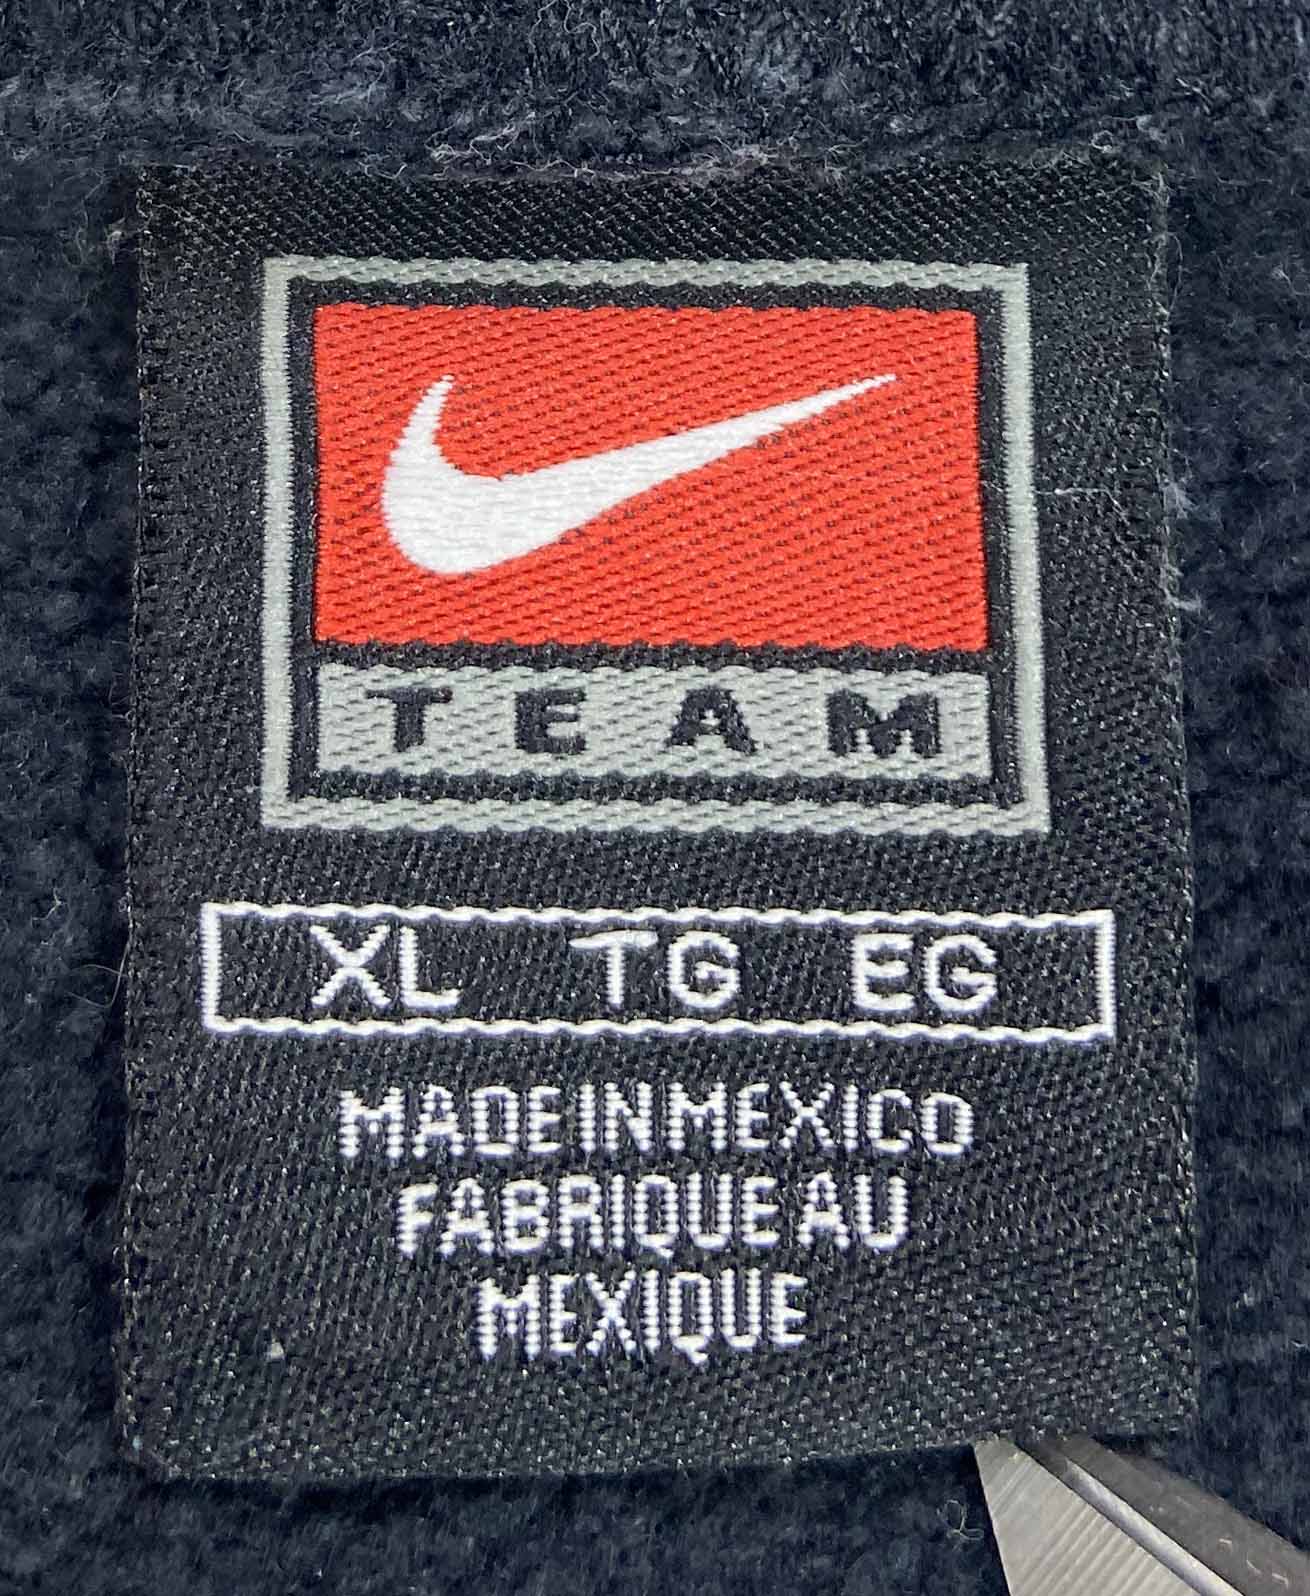 TEAM
XL TG EG
MADE IN MEXICO
FABRIQUE AU
MEXIQUE